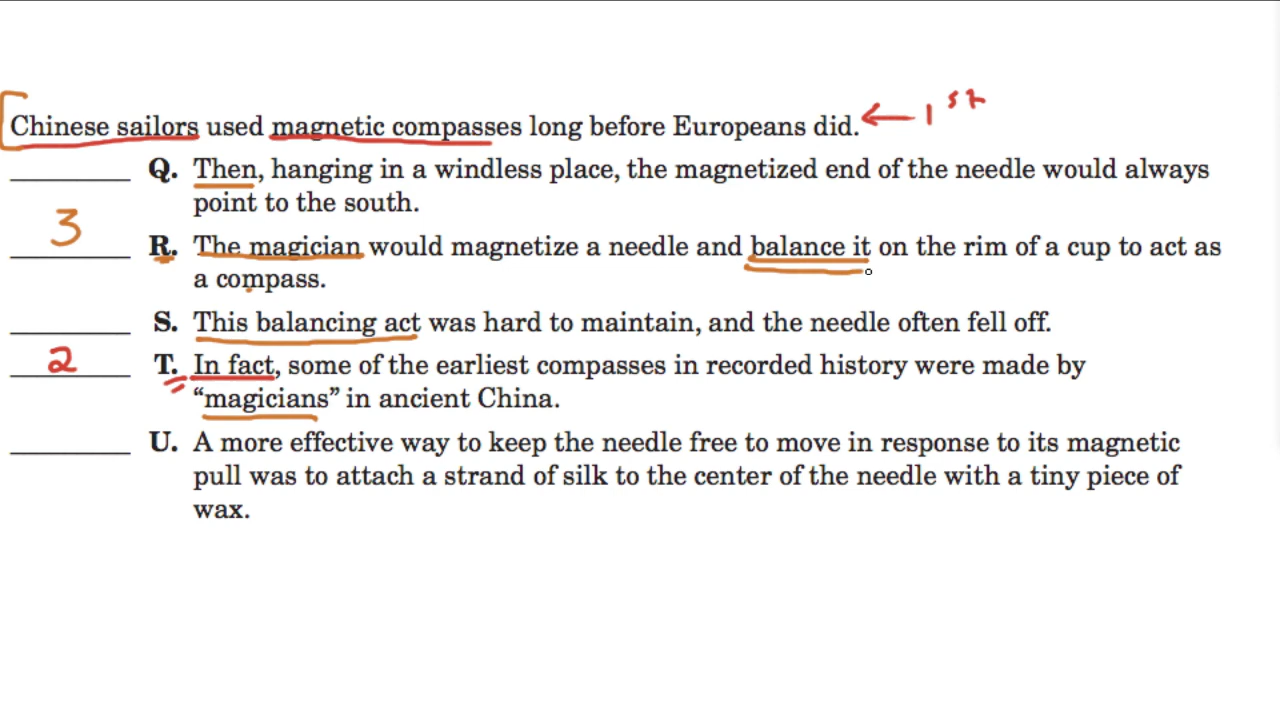 Chinese sailors used magnetic compasses long before Europeans did. ← 1st
Q. Then, hanging in a windless place, the magnetized end of the needle would always
point to the south.
3 R. The magician would magnetize a needle and balance it on the rim of a cup to act as
a compass.
S. This balancing act was hard to maintain, and the needle often fell off.
2 T. In fact, some of the earliest compasses in recorded history were made by
“magicians” in ancient China.
U. A more effective way to keep the needle free to move in response to its magnetic
pull was to attach a strand of silk to the center of the needle with a tiny piece of
wax.